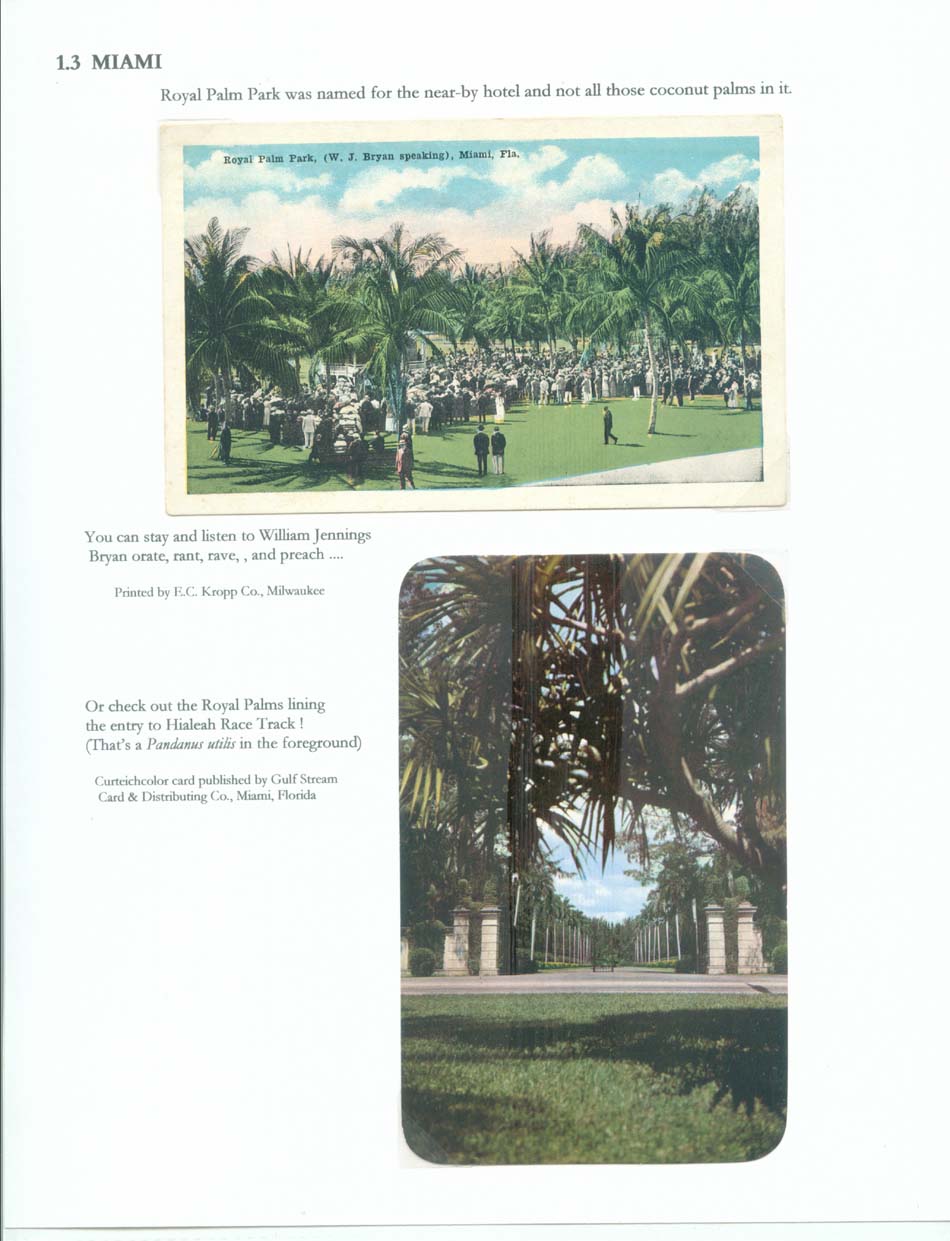 1.3 MIAMI
Royal Palm Park was named for the near-by hotel and not all those coconut palms in it.
Royal Palm Park, (W. J. Bryan speaking), Miami, Fla.
You can stay and listen to William Jennings
Bryan orate, rant, rave, , and preach ....
Printed by E.C. Kropp Co., Milwaukee
Or check out the Royal Palms lining
the entry to Hialeah Race Track !
(That's a Pandanus utilis in the foreground)
Curteichcolor card published by Gulf Stream
Card & Distributing Co., Miami, Florida